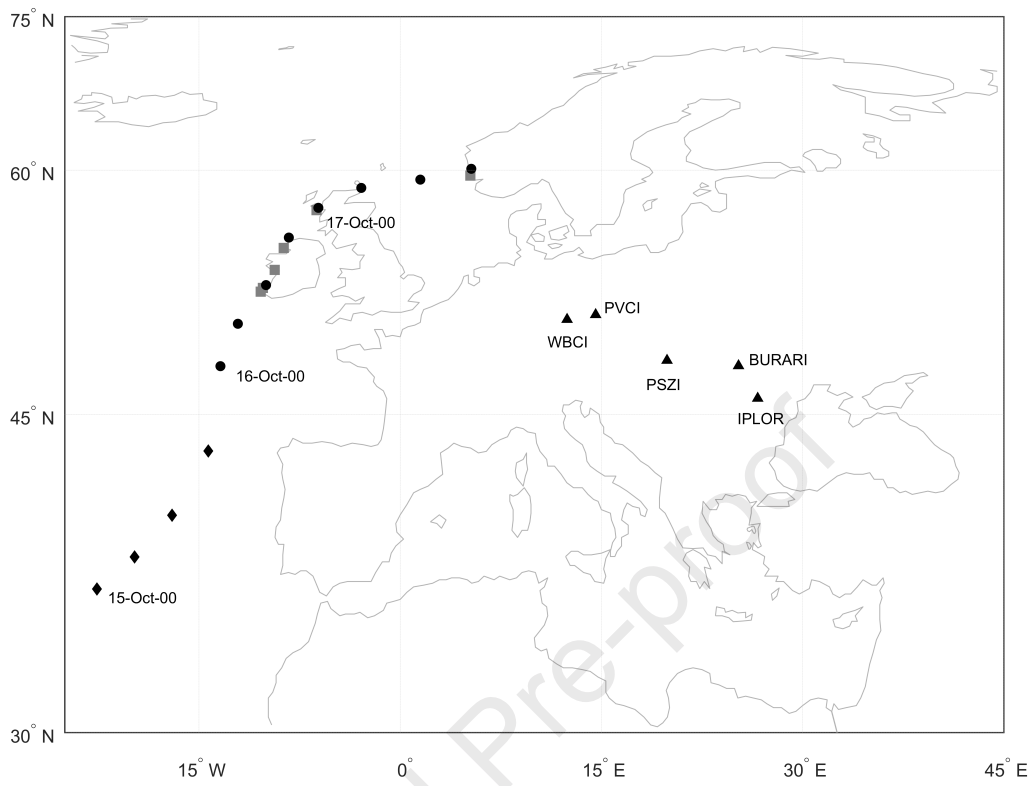 75° N
60° N
17-Oct-00
PVCI
WBCI
BURARI
PSZI
16-Oct-00
45° N
IPLOR
15-Oct-00
30° N
15° W
0°
15° E
30° E
45° E
Pre-proof